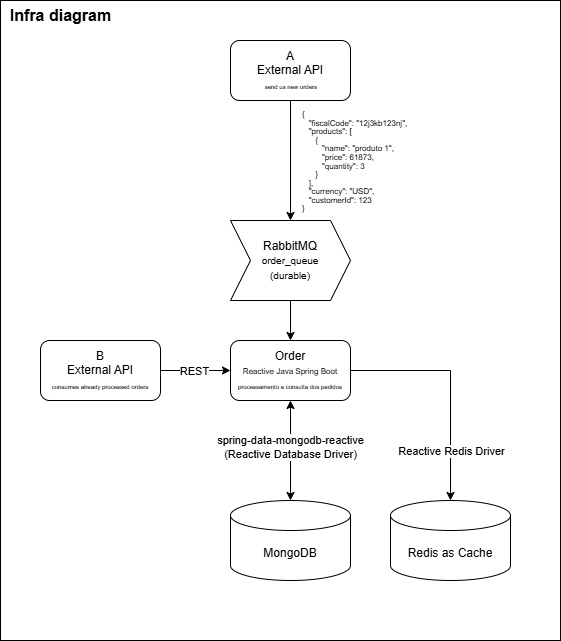 Infra diagram
A
External API
send us new orders
{
"fiscalCode": "12j3kb123nj",
"products": [
{
"name": "produto 1",
"price": 61873,
"quantity": 3
}
],
"currency": "USD",
"customerId": 123
}
RabbitMQ
order_queue
(durable)
B
External API
consumes already processed orders
REST
Order
Reactive Java Spring Boot
processamento e consulta dos pedidos
spring-data-mongodb-reactive
(Reactive Database Driver)
Reactive Redis Driver
MongoDB
Redis as Cache